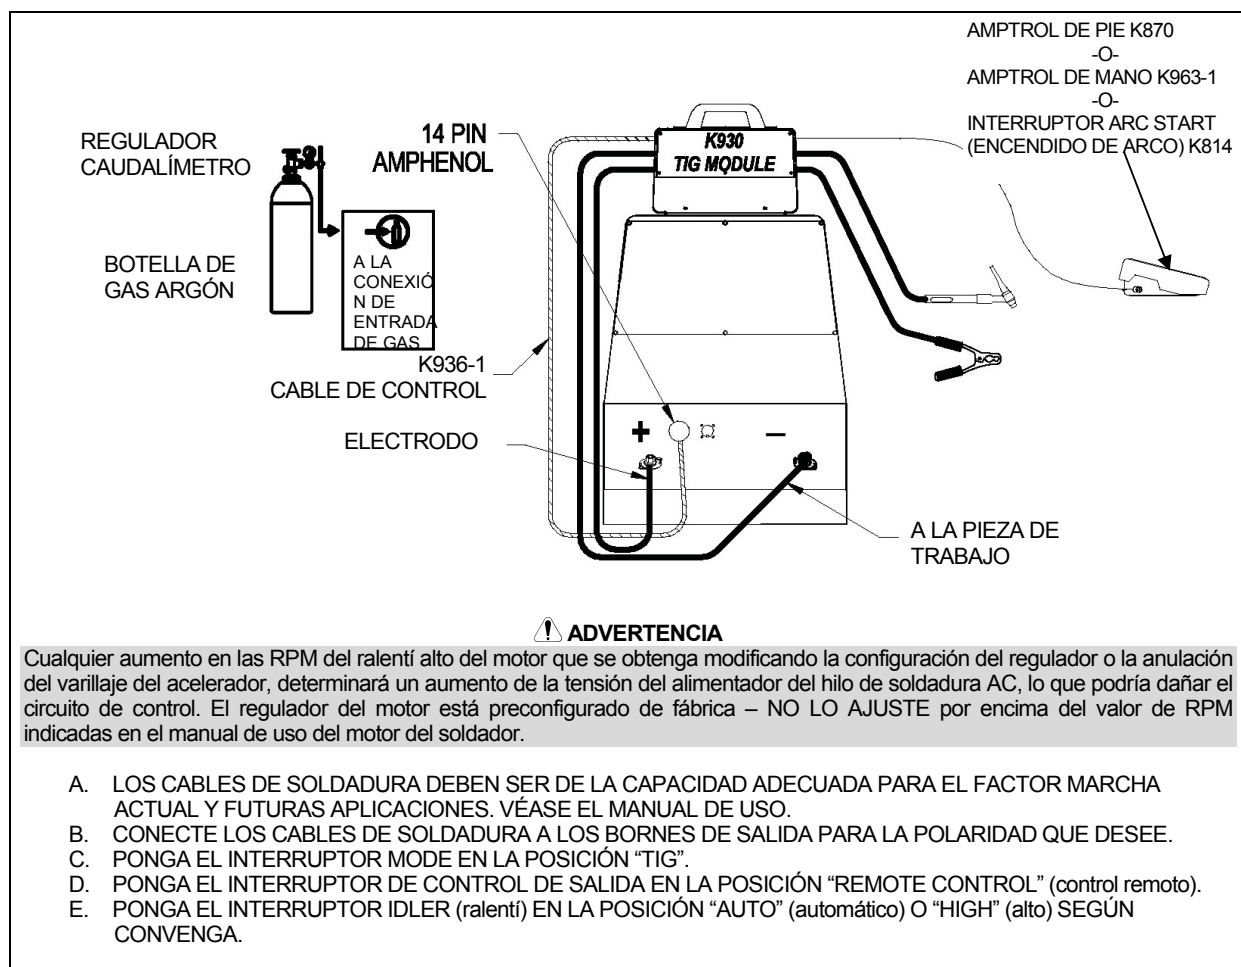 AMPTROL DE PIE K870
-O-
AMPTROL DE MANO K963-1
-O-
INTERRUPTOR ARC START
(ENCENDIDO DE ARCO) K814
REGULADOR
CAUDALÍMETRO
14 PIN
AMPHENOL
K930
TIG MODULE
BOTELLA DE
GAS ARGÓN
A LA
CONEXIÓ
N DE
ENTRADA
DE GAS
K936-1
CABLE DE CONTROL
ELECTRODO
+
−
A LA PIEZA DE
TRABAJO
ADVERTENCIA
Cualquier aumento en las RPM del ralentí alto del motor que se obtenga modificando la configuración del regulador o la anulación
del varillaje del acelerador, determinará un aumento de la tensión del alimentador del hilo de soldadura AC, lo que podría dañar el
circuito de control. El regulador del motor está preconfigurado de fábrica – NO LO AJUSTE por encima del valor de RPM
indicadas en el manual de uso del motor del soldador.
A. LOS CABLES DE SOLDADURA DEBEN SER DE LA CAPACIDAD ADECUADA PARA EL FACTOR MARCHA
ACTUAL Y FUTURAS APLICACIONES. VÉASE EL MANUAL DE USO.
B. CONECTE LOS CABLES DE SOLDADURA A LOS BORNES DE SALIDA PARA LA POLARIDAD QUE DESEE.
C. PONGA EL INTERRUPTOR MODE EN LA POSICIÓN “TIG”.
D. PONGA EL INTERRUPTOR DE CONTROL DE SALIDA EN LA POSICIÓN “REMOTE CONTROL” (control remoto).
E. PONGA EL INTERRUPTOR IDLER (ralentí) EN LA POSICIÓN “AUTO” (automático) O “HIGH” (alto) SEGÚN
CONVENGA.